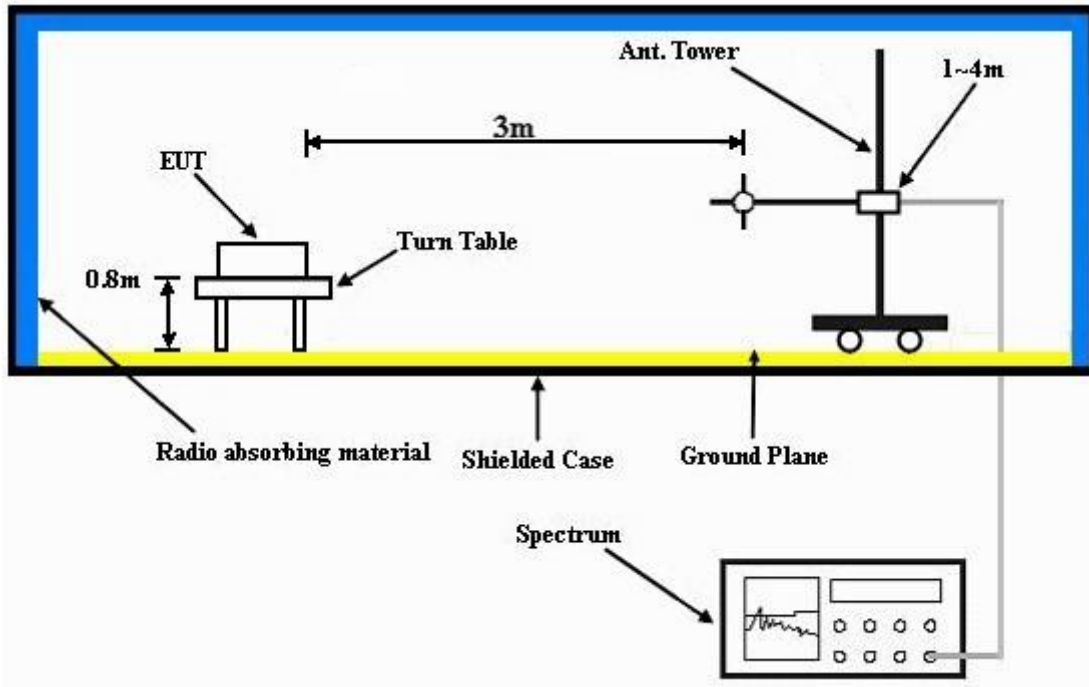 Ant. Tower
1~4m
3m
EUT
Turn Table
0.8m
Radio absorbing material
Shielded Case
Ground Plane
Spectrum